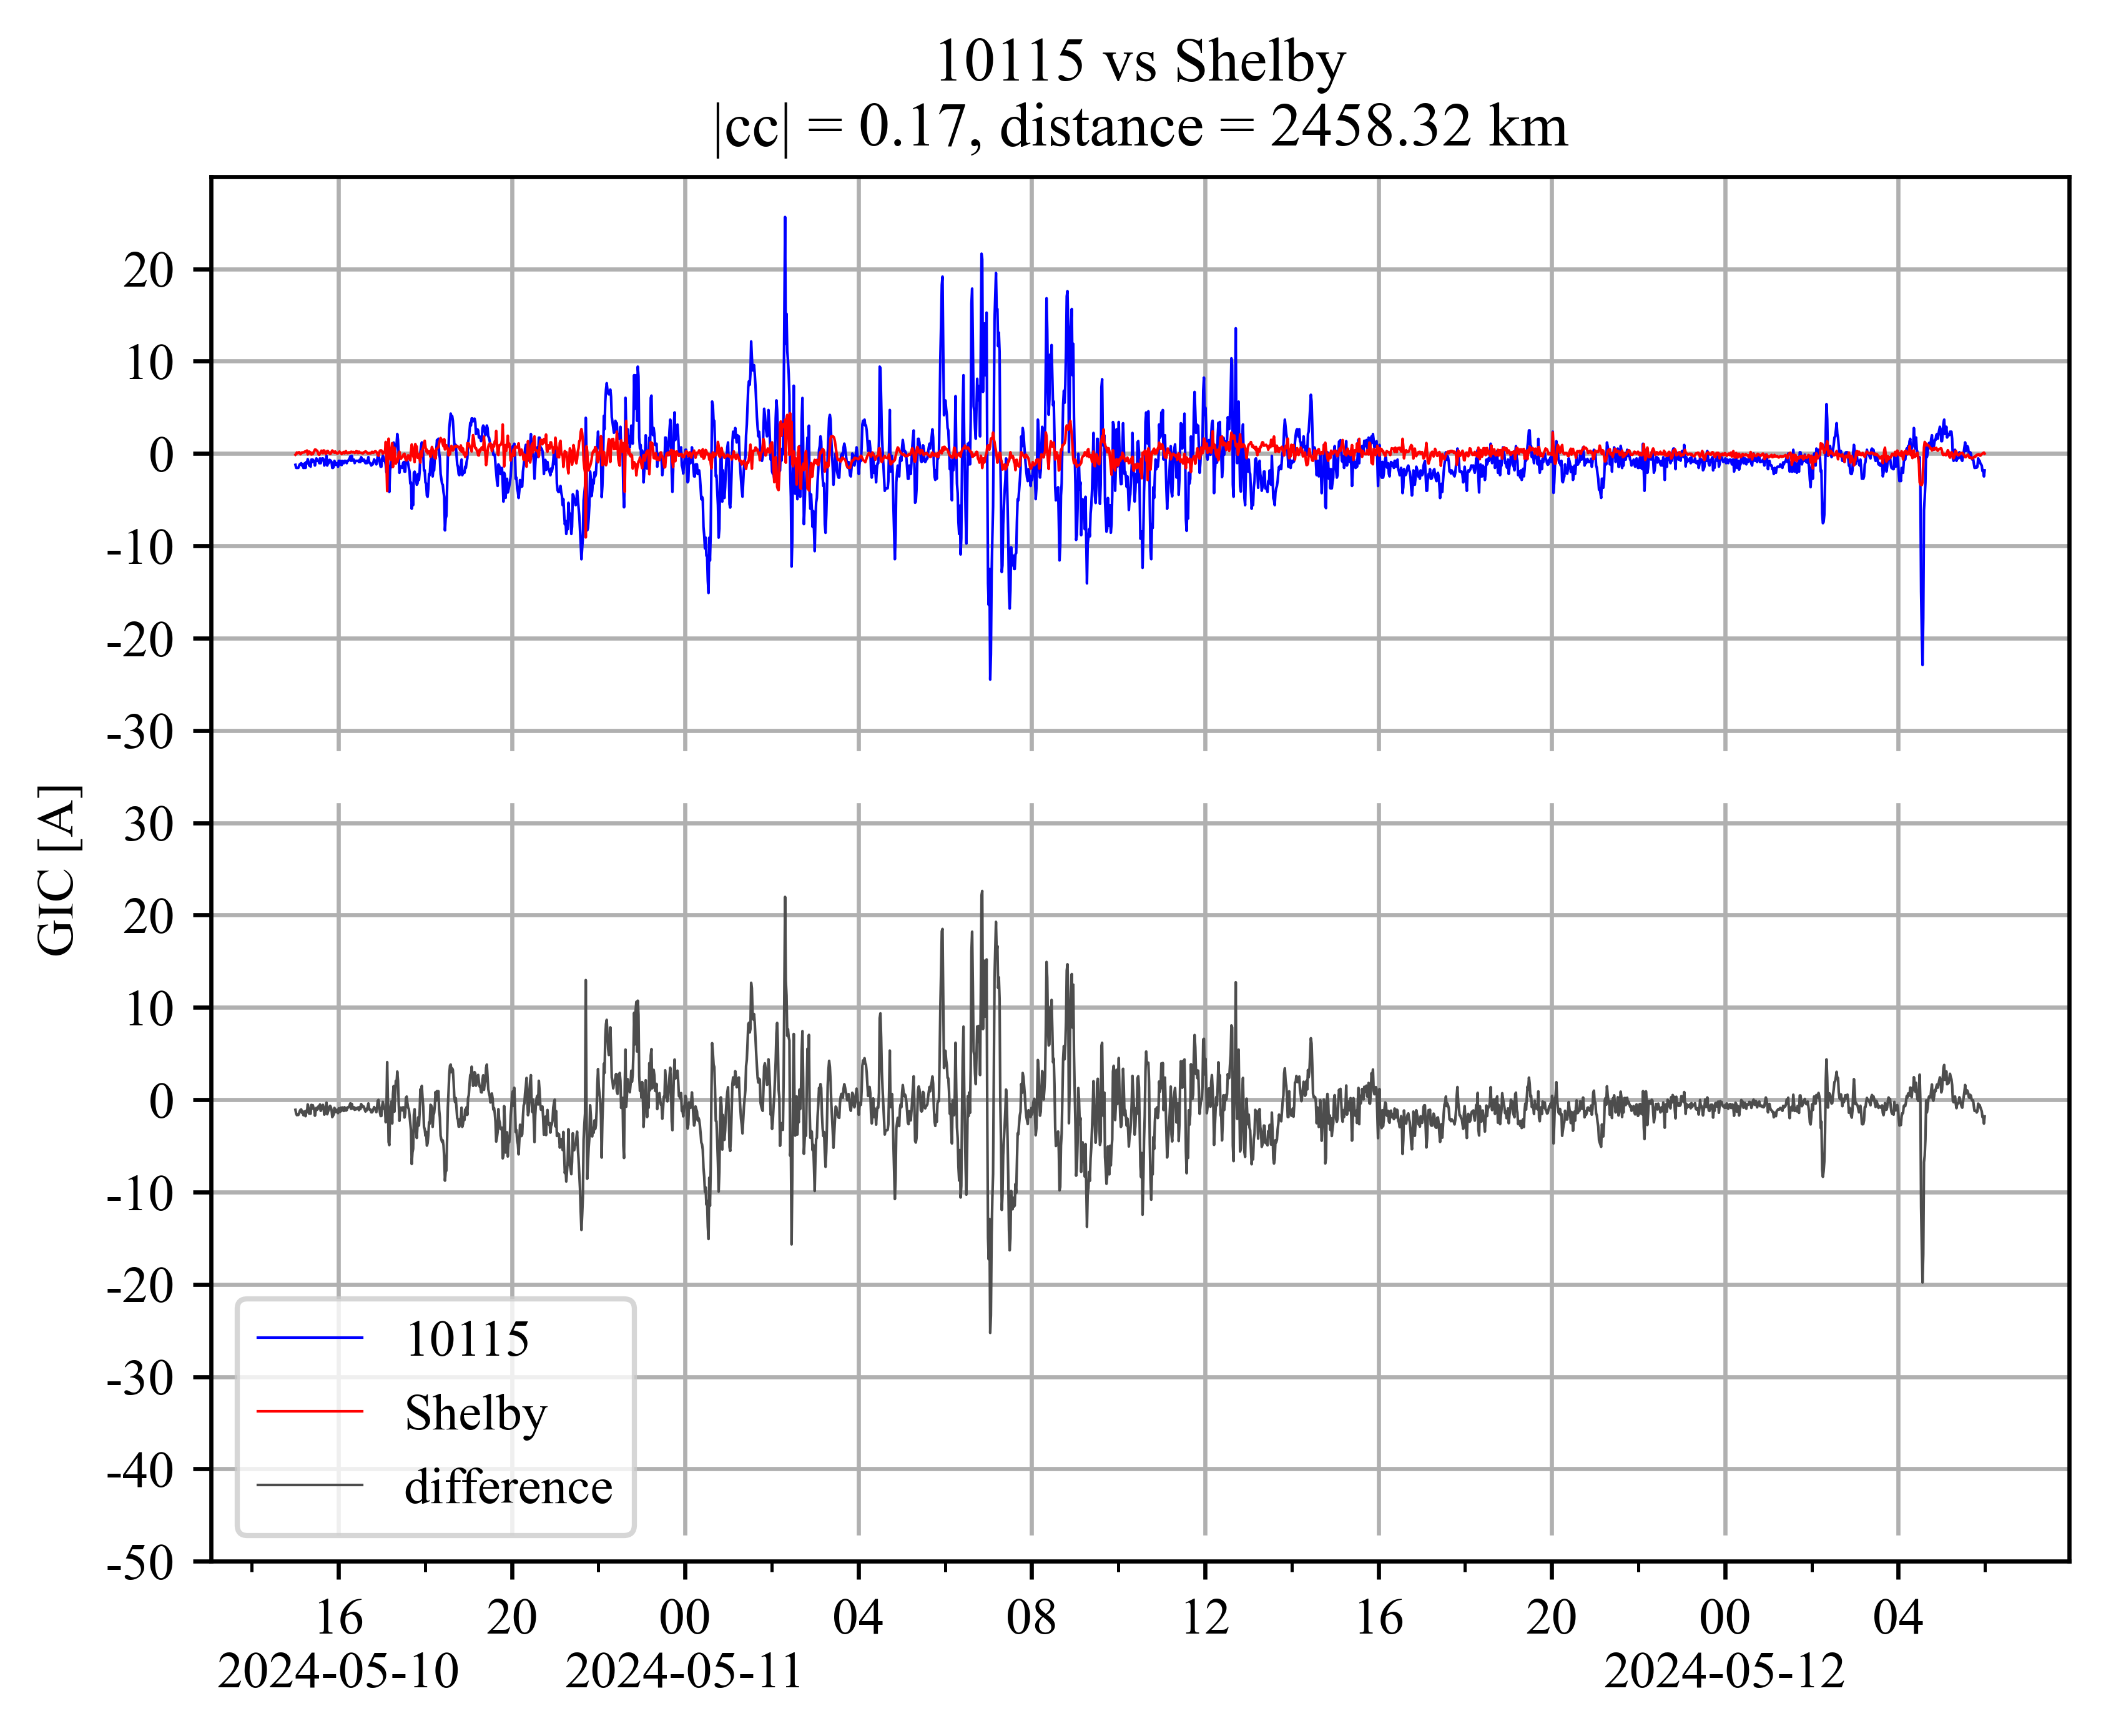 10115 vs Shelby
|cc| = 0.17, distance = 2458.32 km
20
10
0
-10
-20
-30
30
20
10
0
-10
-20
-30
-40
-50
GIC [A]
10115
Shelby
difference
16 20 00 04 08 12 16 20 00 04
2024-05-10 2024-05-11 2024-05-12